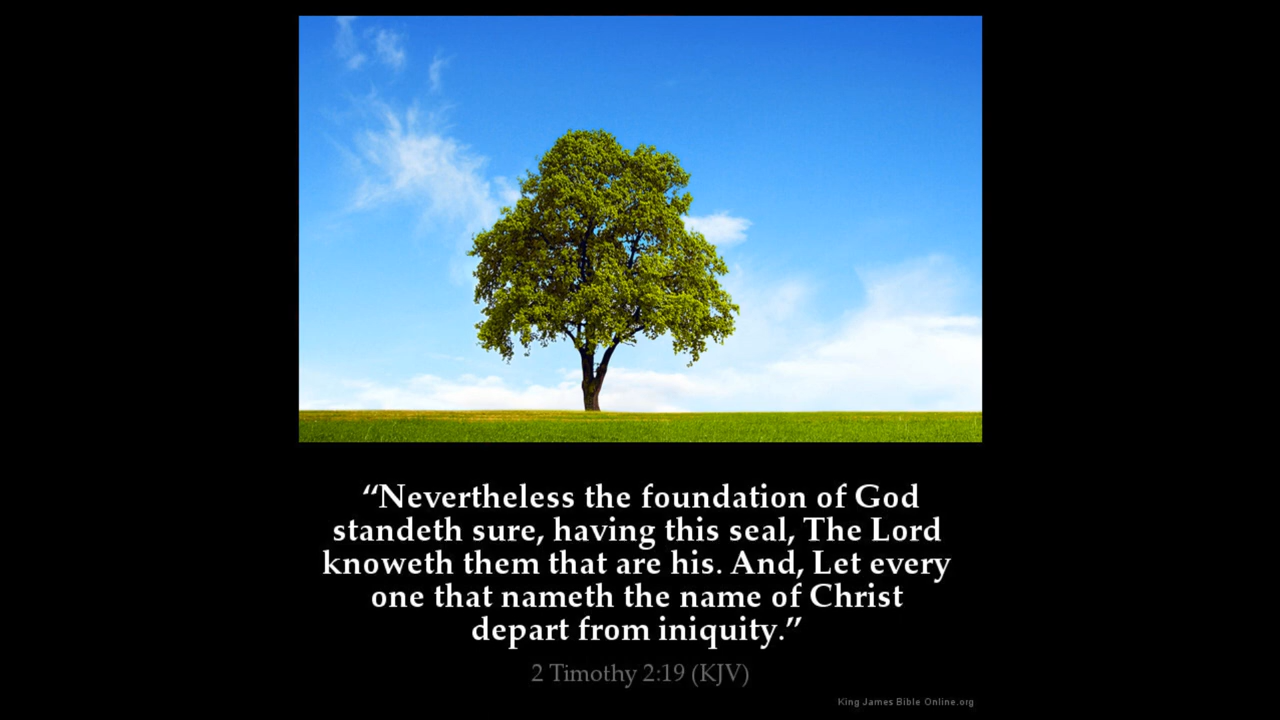 “Nevertheless the foundation of God
standeth sure, having this seal, The Lord
knoweth them that are his. And, Let every
one that nameth the name of Christ
depart from iniquity.”
2 Timothy 2:19 (KJV)
King James Bible Online.org